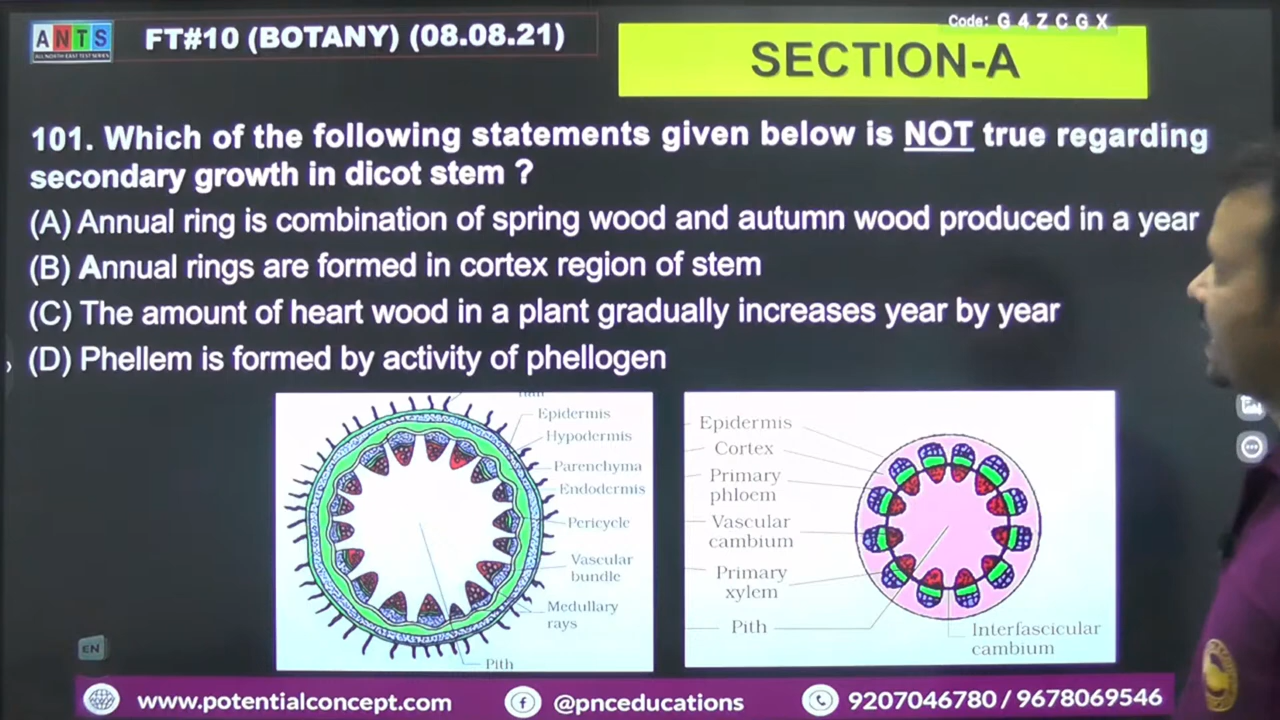 ANTS
ALL NORTH EAST TEST SERIES
FT#10 (BOTANY) (08.08.21)
Code: G 4 Z C G X
SECTION-A
101. Which of the following statements given below is NOT true regarding
secondary growth in dicot stem ?
(A) Annual ring is combination of spring wood and autumn wood produced in a year
(B) Annual rings are formed in cortex region of stem
(C) The amount of heart wood in a plant gradually increases year by year
(D) Phellem is formed by activity of phellogen
Epidermis
Hypodermis
Parenchyma
Endodermis
Pericycle
Vascular
bundle
Medullary
rays
Pith
Epidermis
Cortex
Primary
phloem
Vascular
cambium
Primary
xylem
Pith
Interfascicular
cambium
EN
www.potentialconcept.com
@pnceducations
9207046780 / 9678069546